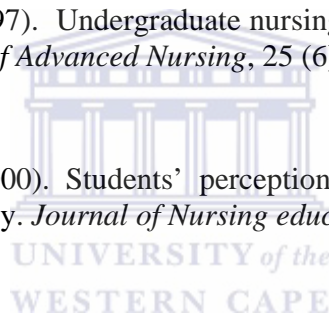 97). Undergraduate nursing
of Advanced Nursing, 25 (6
00). Students’ perception
y. Journal of Nursing educ
UNIVERSITY of the
WESTERN CAPE